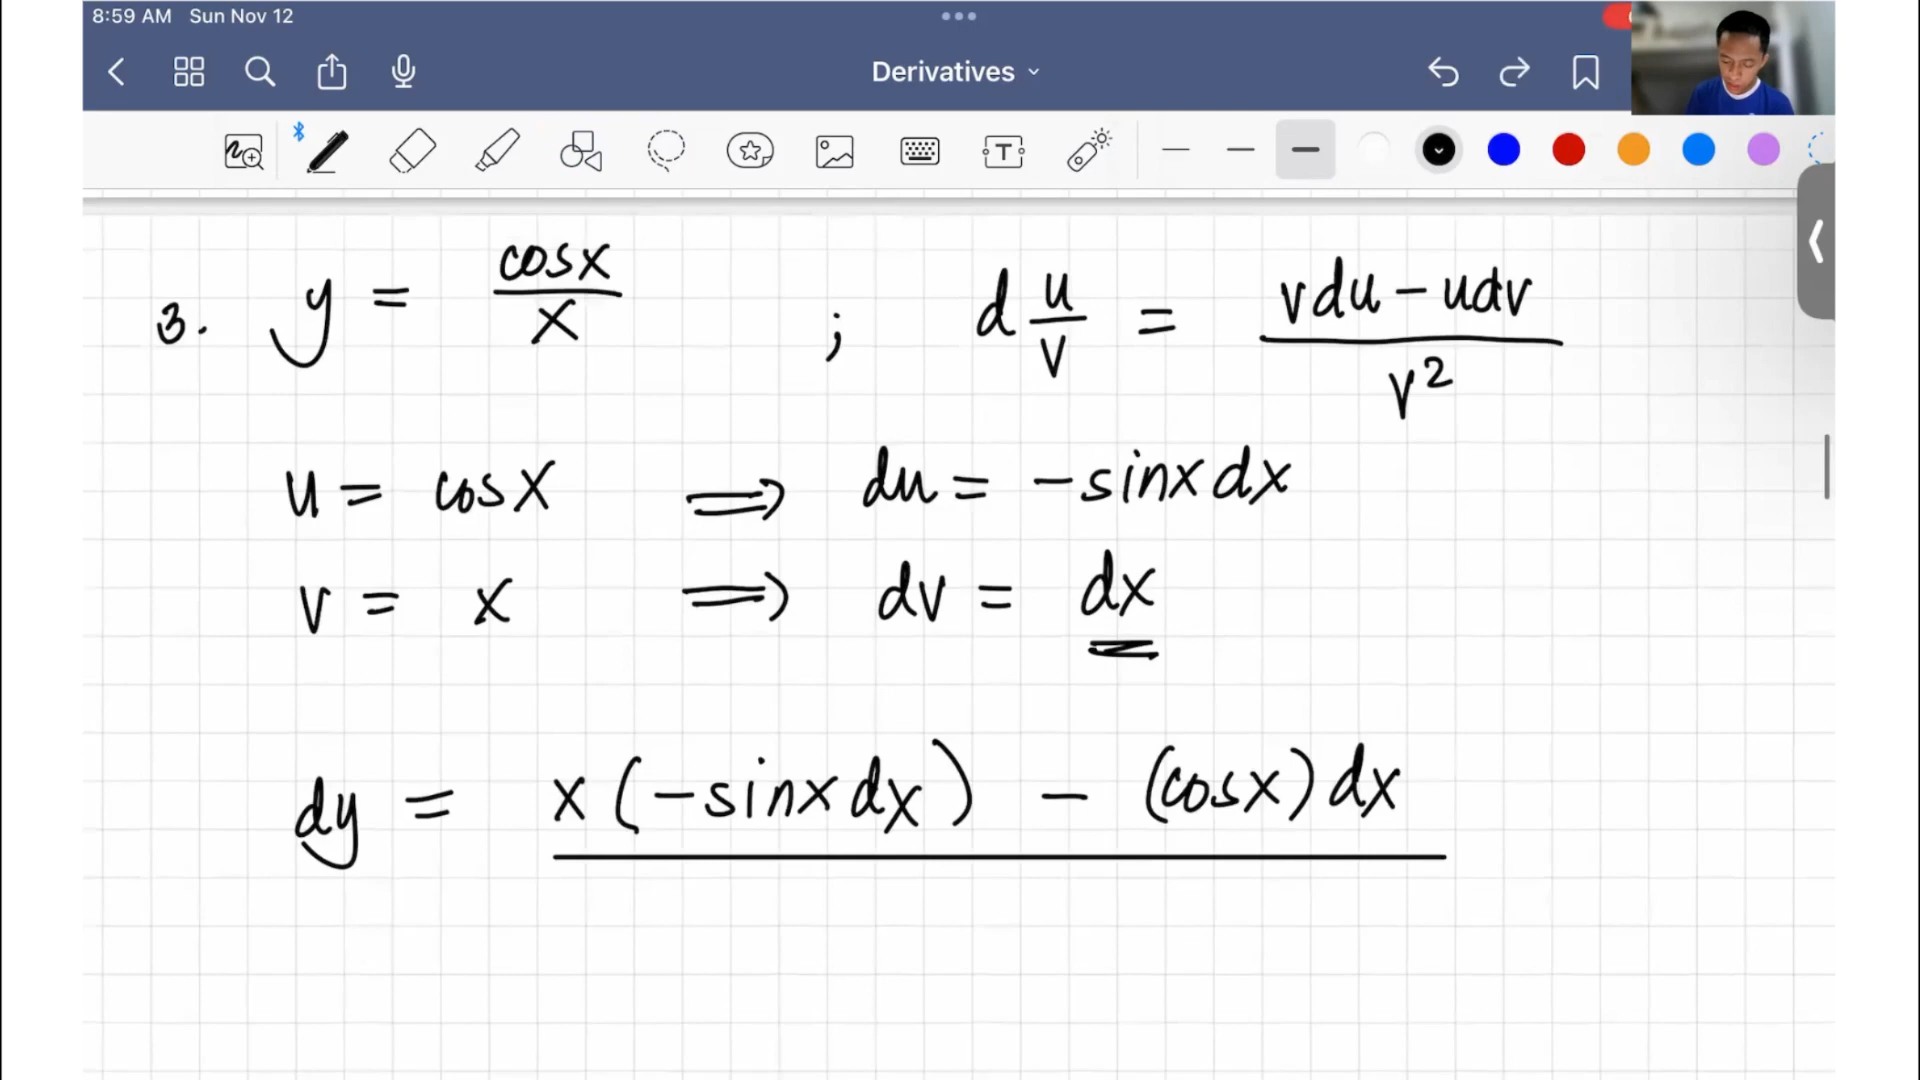 8:59 AM Sun Nov 12
Derivatives
3. y = cosx/x ; d u/v = vdu - udv/v²
u = cosx ⟹ du = -sinx dx
v = x ⟹ dv = dx
dy = x(-sinx dx) - (cosx)dx